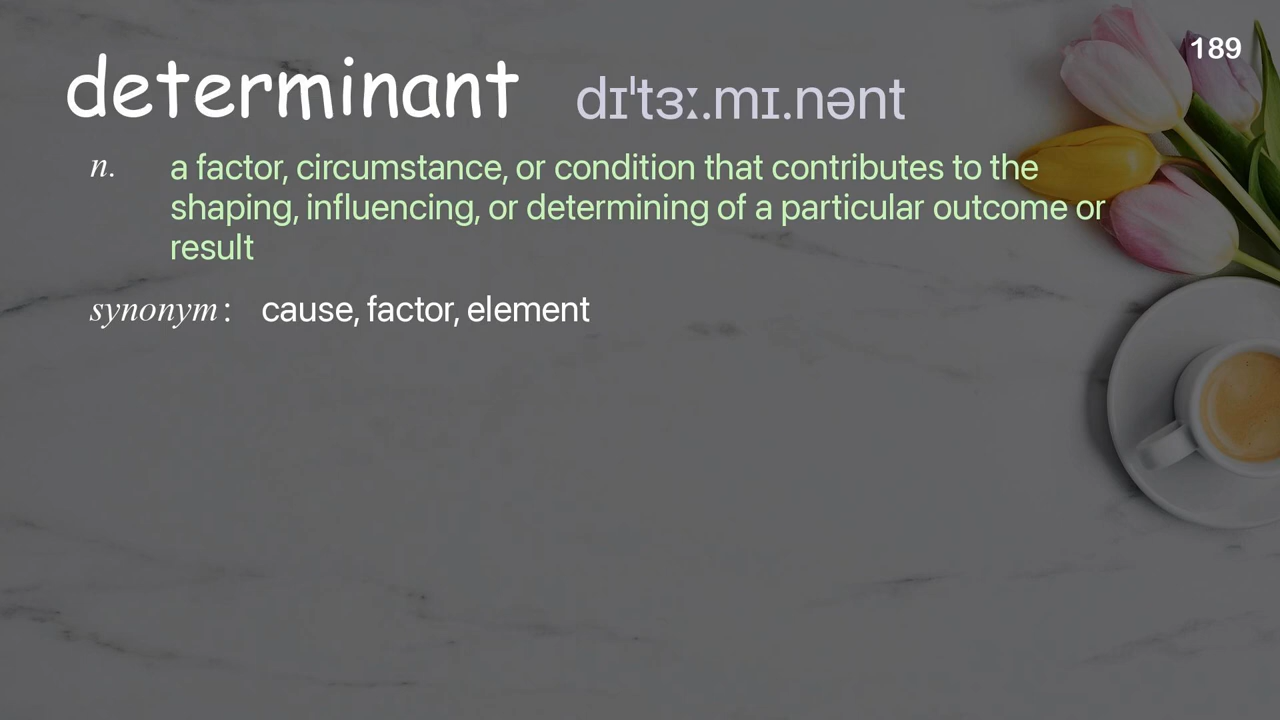 189
determinant dɪˈtɜː.mɪ.nənt
n. a factor, circumstance, or condition that contributes to the
shaping, influencing, or determining of a particular outcome or
result
synonym: cause, factor, element